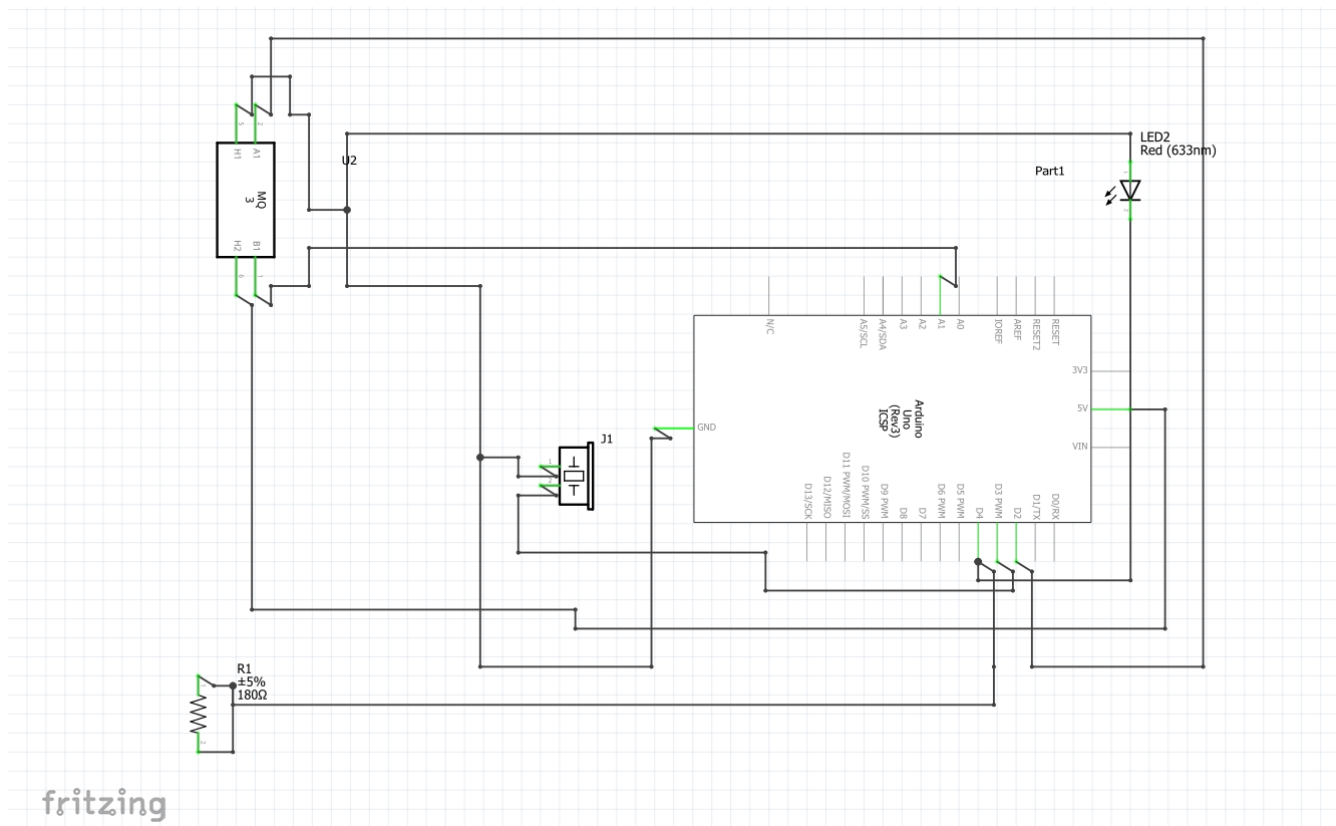 LED2
Red (633nm)
U2
Part1
H1
A1
MQ
3
H2
B1
N/C
A5/SCL
A4/SDA
A3
A2
A1
A0
IOREF
AREF
RESET2
RESET
3V3
5V
VIN
GND
Arduino
Uno
(Rev3)
ICSP
J1
D13/SCK
D12/MISO
D11 PWM/MOSI
D10 PWM/SS
D9 PWM
D8
D7
D6 PWM
D5 PWM
D4
D3 PWM
D2
D1/TX
D0/RX
R1
±5%
180Ω
fritzing